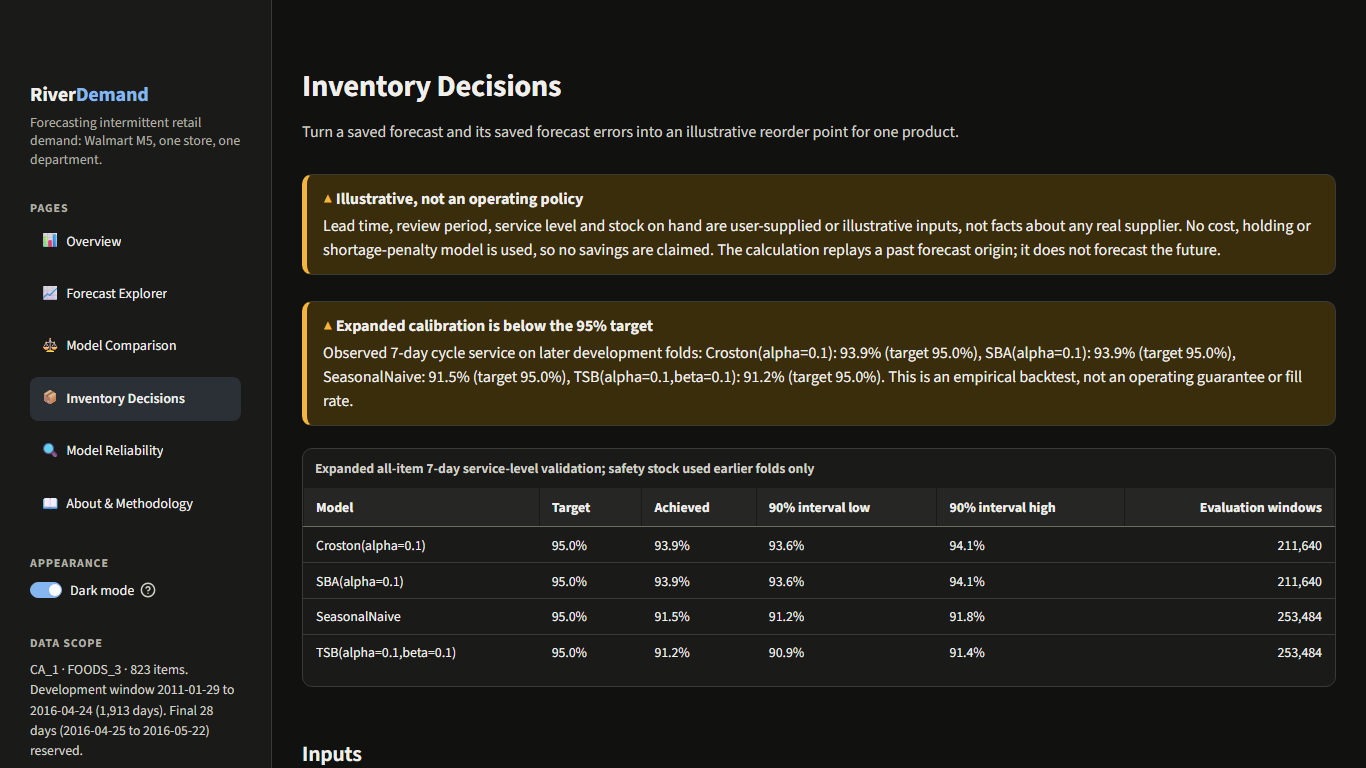 RiverDemand
Forecasting intermittent retail
demand: Walmart M5, one store, one
department.
PAGES
Overview
Forecast Explorer
Model Comparison
Inventory Decisions
Model Reliability
About & Methodology
APPEARANCE
Dark mode ?
DATA SCOPE
CA_1 · FOODS_3 · 823 items.
Development window 2011-01-29 to
2016-04-24 (1,913 days). Final 28
days (2016-04-25 to 2016-05-22)
reserved.
Inventory Decisions
Turn a saved forecast and its saved forecast errors into an illustrative reorder point for one product.
▲ Illustrative, not an operating policy
Lead time, review period, service level and stock on hand are user-supplied or illustrative inputs, not facts about any real supplier. No cost, holding or
shortage-penalty model is used, so no savings are claimed. The calculation replays a past forecast origin; it does not forecast the future.
▲ Expanded calibration is below the 95% target
Observed 7-day cycle service on later development folds: Croston(alpha=0.1): 93.9% (target 95.0%), SBA(alpha=0.1): 93.9% (target 95.0%),
SeasonalNaive: 91.5% (target 95.0%), TSB(alpha=0.1,beta=0.1): 91.2% (target 95.0%). This is an empirical backtest, not an operating guarantee or fill
rate.
Expanded all-item 7-day service-level validation; safety stock used earlier folds only
Model Target Achieved 90% interval low 90% interval high Evaluation windows
Croston(alpha=0.1) 95.0% 93.9% 93.6% 94.1% 211,640
SBA(alpha=0.1) 95.0% 93.9% 93.6% 94.1% 211,640
SeasonalNaive 95.0% 91.5% 91.2% 91.8% 253,484
TSB(alpha=0.1,beta=0.1) 95.0% 91.2% 90.9% 91.4% 253,484
Inputs